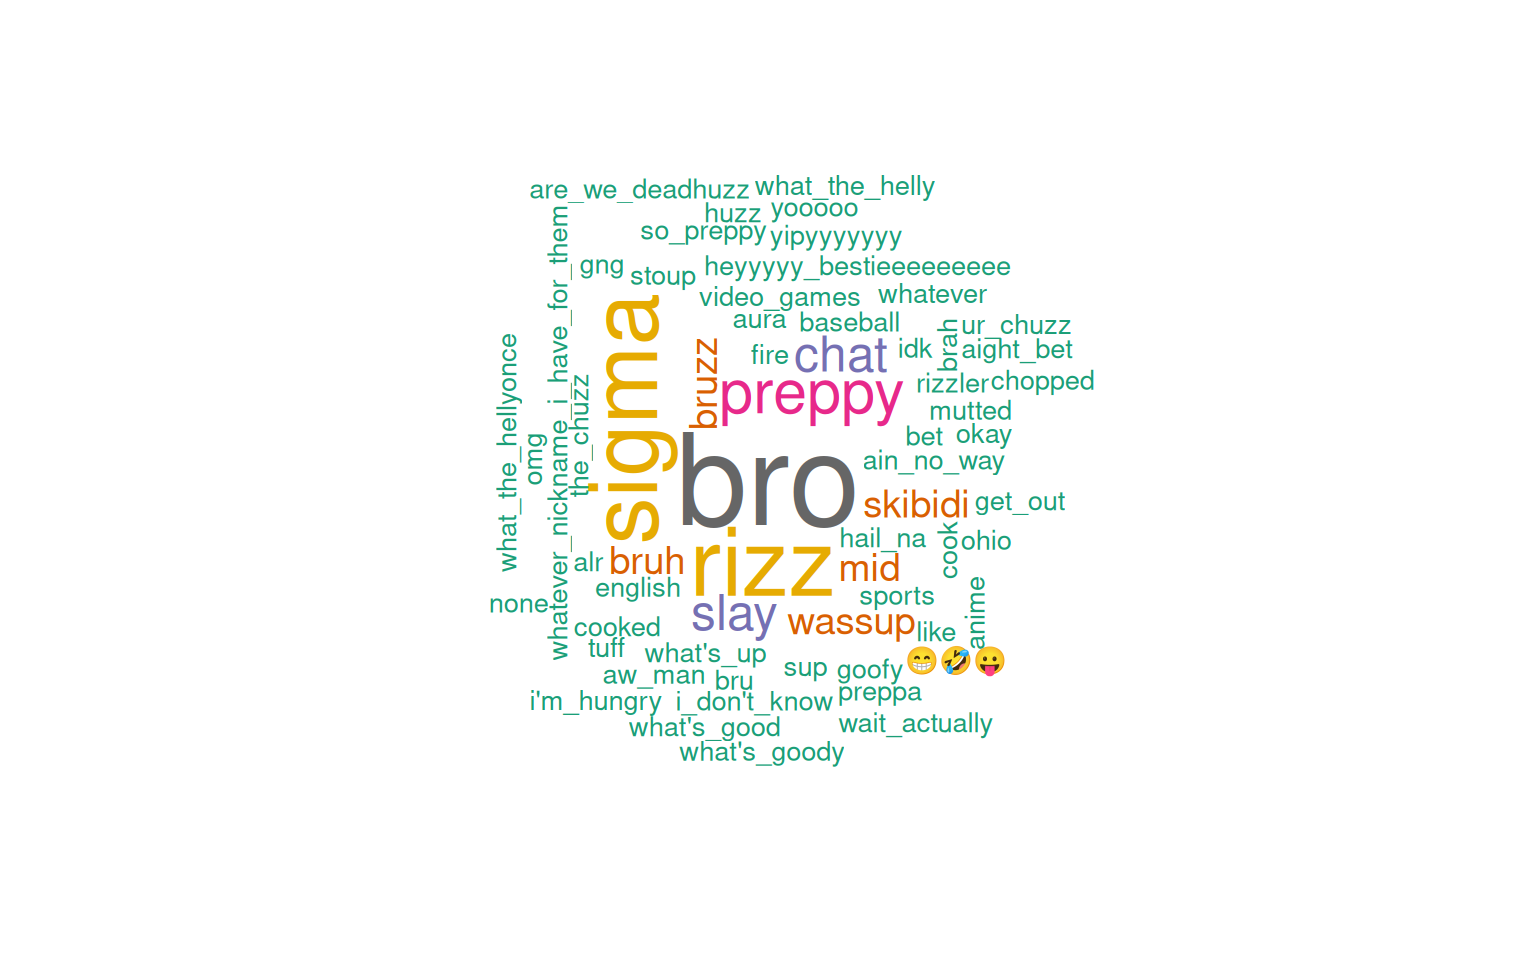 are_we_deadhuzz what_the_helly
huzz yooooo
so_preppy yipyyyyyyy
gng stoup heyyyyy_bestieeeeeeeee
video_games whatever
aura baseball brah ur_chuzz
fire chat idk aight_bet
bruzz preppy rizzler chopped
mutted
bet okay
whatever_nickname_i_have_for_them
what_the_hellyonce
omg
the_chuzz
sigma
bro
ain_no_way
skibidi get_out
hail_na cook ohio
alr bruh rizz mid
english sports anime
none slay wassup like
cooked
tuff what's_up 😁🤣😛
aw_man bru sup goofy
i'm_hungry i_don't_know preppa
what's_good wait_actually
what's_goody